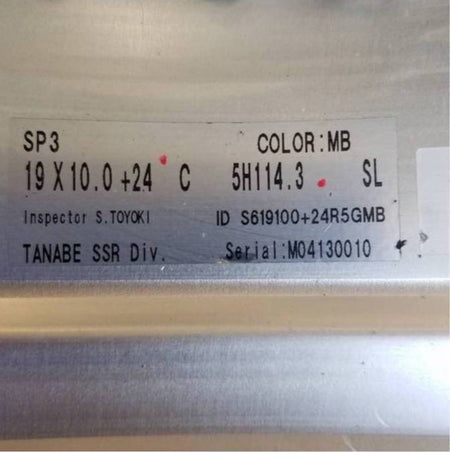 SP3 COLOR:MB
19 X 10.0 +24 C 5H114.3 SL
Inspector S.TOYOKI ID S619100+24R5GMB
TANABE SSR Div. Serial:M04130010